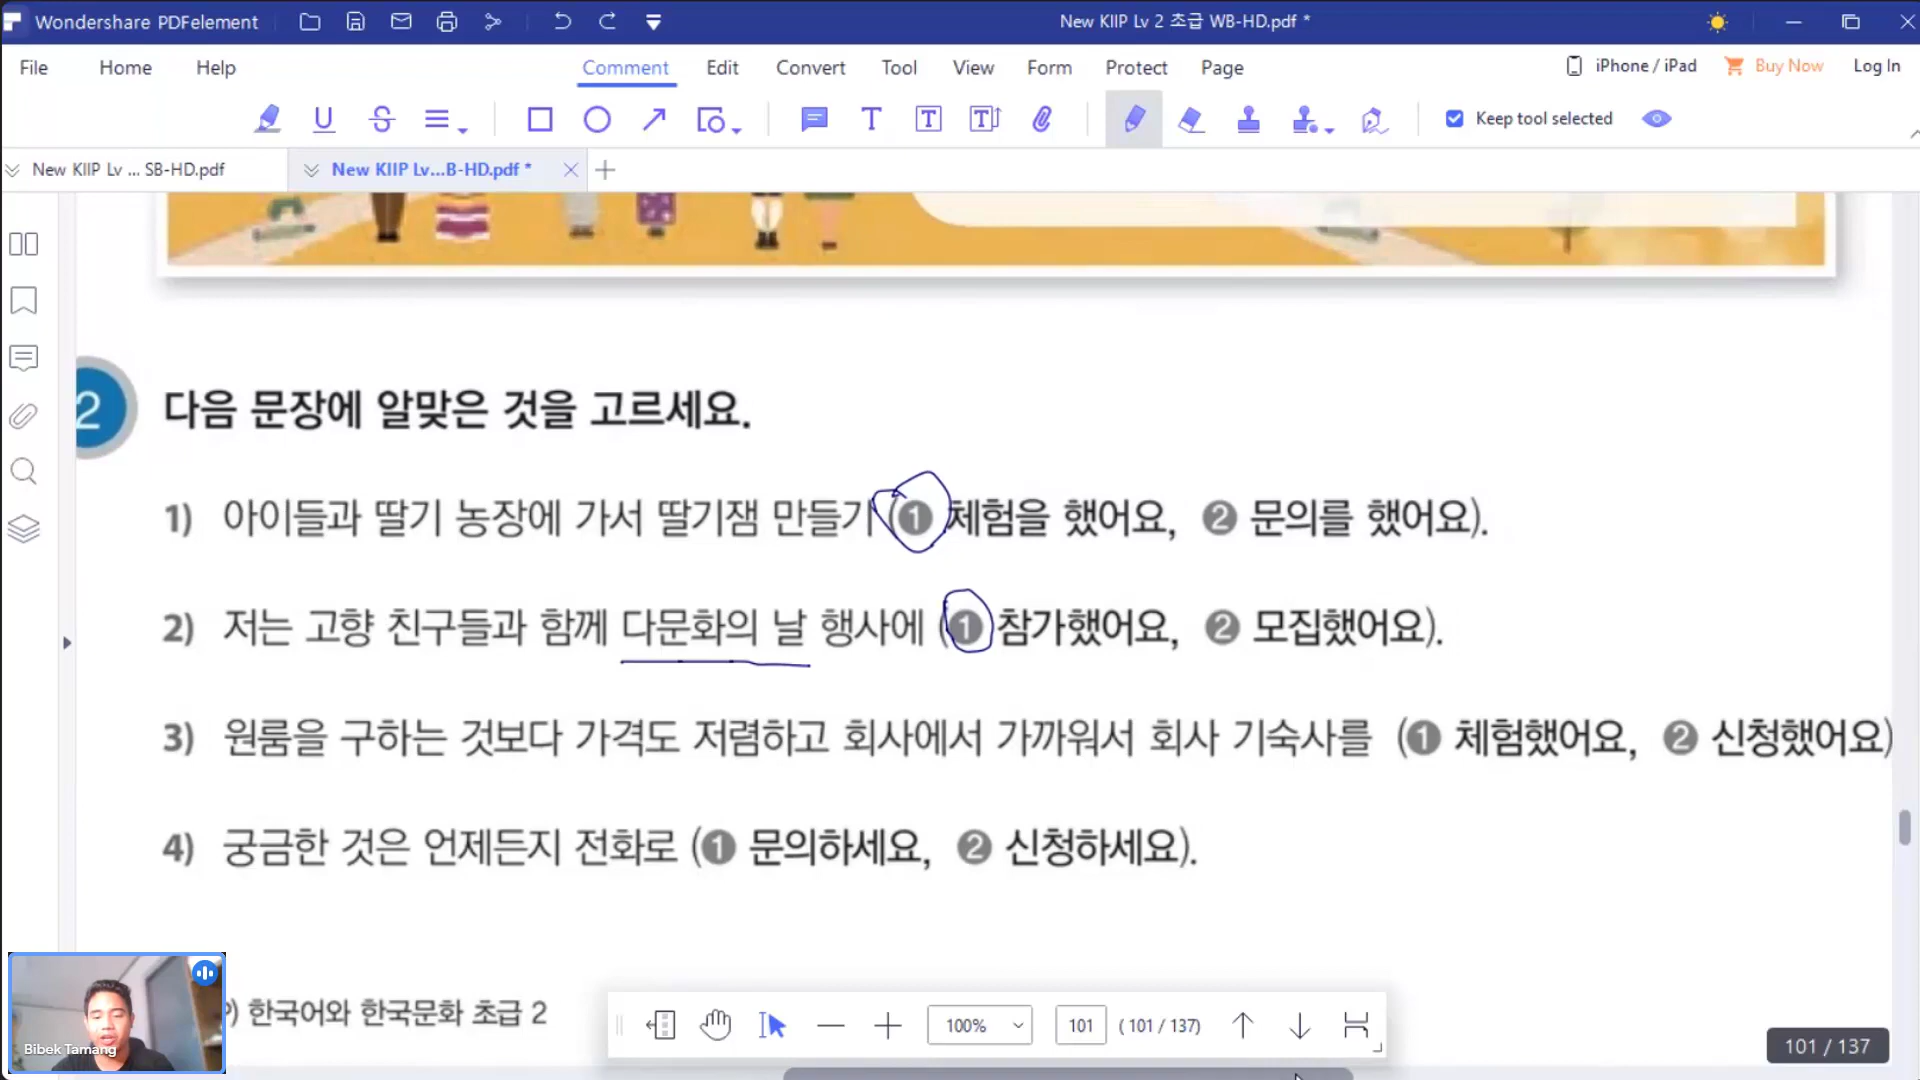 Wondershare PDFelement
New KIIP Lv 2 초급 WB-HD.pdf *
File Home Help Comment Edit Convert Tool View Form Protect Page iPhone / iPad Buy Now Log In
Keep tool selected
New KIIP Lv ... SB-HD.pdf New KIIP Lv...B-HD.pdf *
2 다음 문장에 알맞은 것을 고르세요.
1) 아이들과 딸기 농장에 가서 딸기잼 만들기 (❶ 체험을 했어요, ❷ 문의를 했어요).
2) 저는 고향 친구들과 함께 다문화의 날 행사에 (❶ 참가했어요, ❷ 모집했어요).
3) 원룸을 구하는 것보다 가격도 저렴하고 회사에서 가까워서 회사 기숙사를 (❶ 체험했어요, ❷ 신청했어요)
4) 궁금한 것은 언제든지 전화로 (❶ 문의하세요, ❷ 신청하세요).
) 한국어와 한국문화 초급 2
Bibek Tamang
100% 101 (101 / 137)
101 / 137